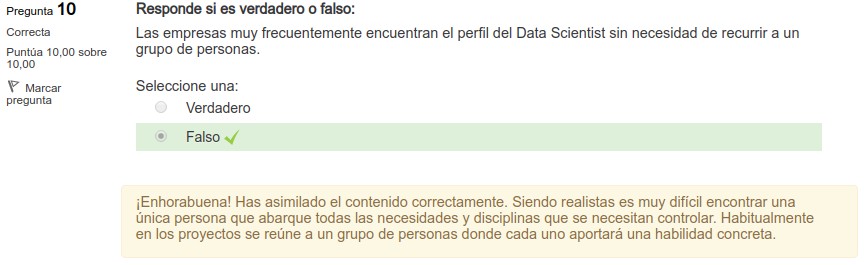 Pregunta 10
Correcta
Puntúa 10,00 sobre
10,00
Marcar
pregunta
Responde si es verdadero o falso:
Las empresas muy frecuentemente encuentran el perfil del Data Scientist sin necesidad de recurrir a un
grupo de personas.
Seleccione una:
Verdadero
Falso
¡Enhorabuena! Has asimilado el contenido correctamente. Siendo realistas es muy difícil encontrar una
única persona que abarque todas las necesidades y disciplinas que se necesitan controlar. Habitualmente
en los proyectos se reúne a un grupo de personas donde cada uno aportará una habilidad concreta.